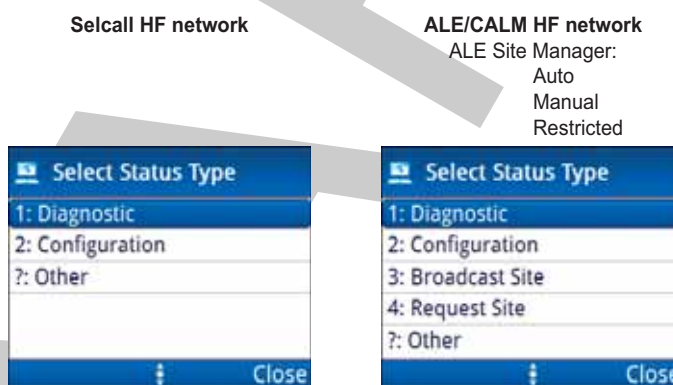 Selcall HF network
ALE/CALM HF network
ALE Site Manager:
Auto
Manual
Restricted
Select Status Type
1: Diagnostic
2: Configuration
?: Other
Close
Select Status Type
1: Diagnostic
2: Configuration
3: Broadcast Site
4: Request Site
?: Other
Close